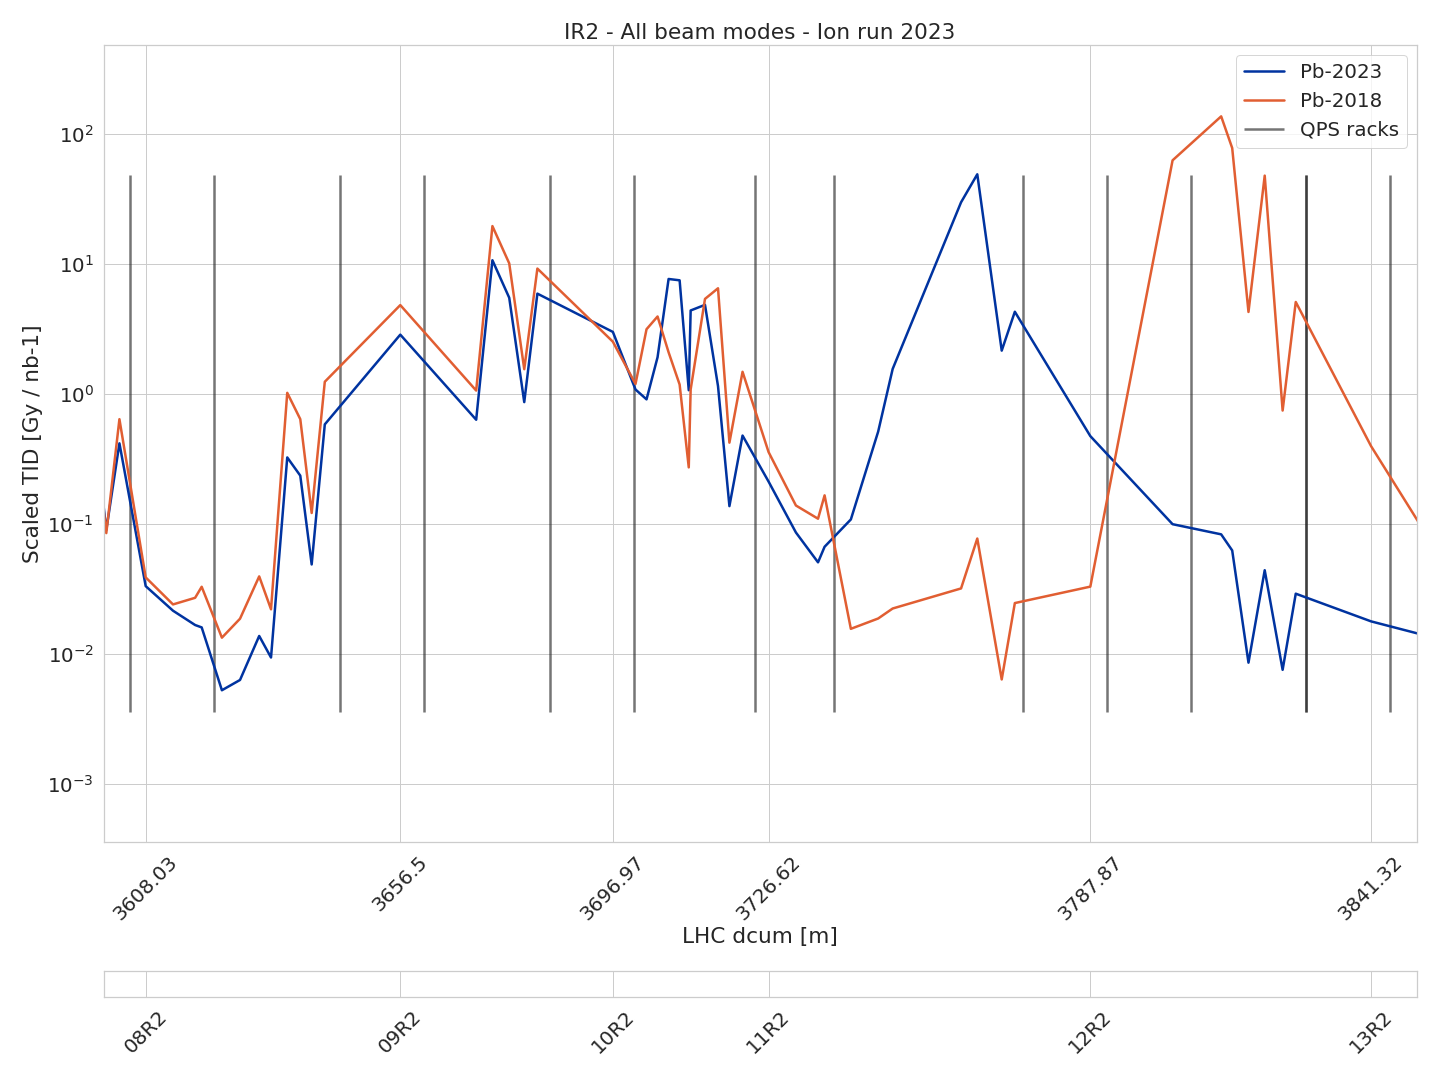 IR2 - All beam modes - Ion run 2023
Pb-2023
Pb-2018
QPS racks
Scaled TID [Gy / nb-1]
10²
10¹
10⁰
10⁻¹
10⁻²
10⁻³
3608.03
3656.5
3696.97
3726.62
3787.87
3841.32
LHC dcum [m]
08R2
09R2
10R2
11R2
12R2
13R2